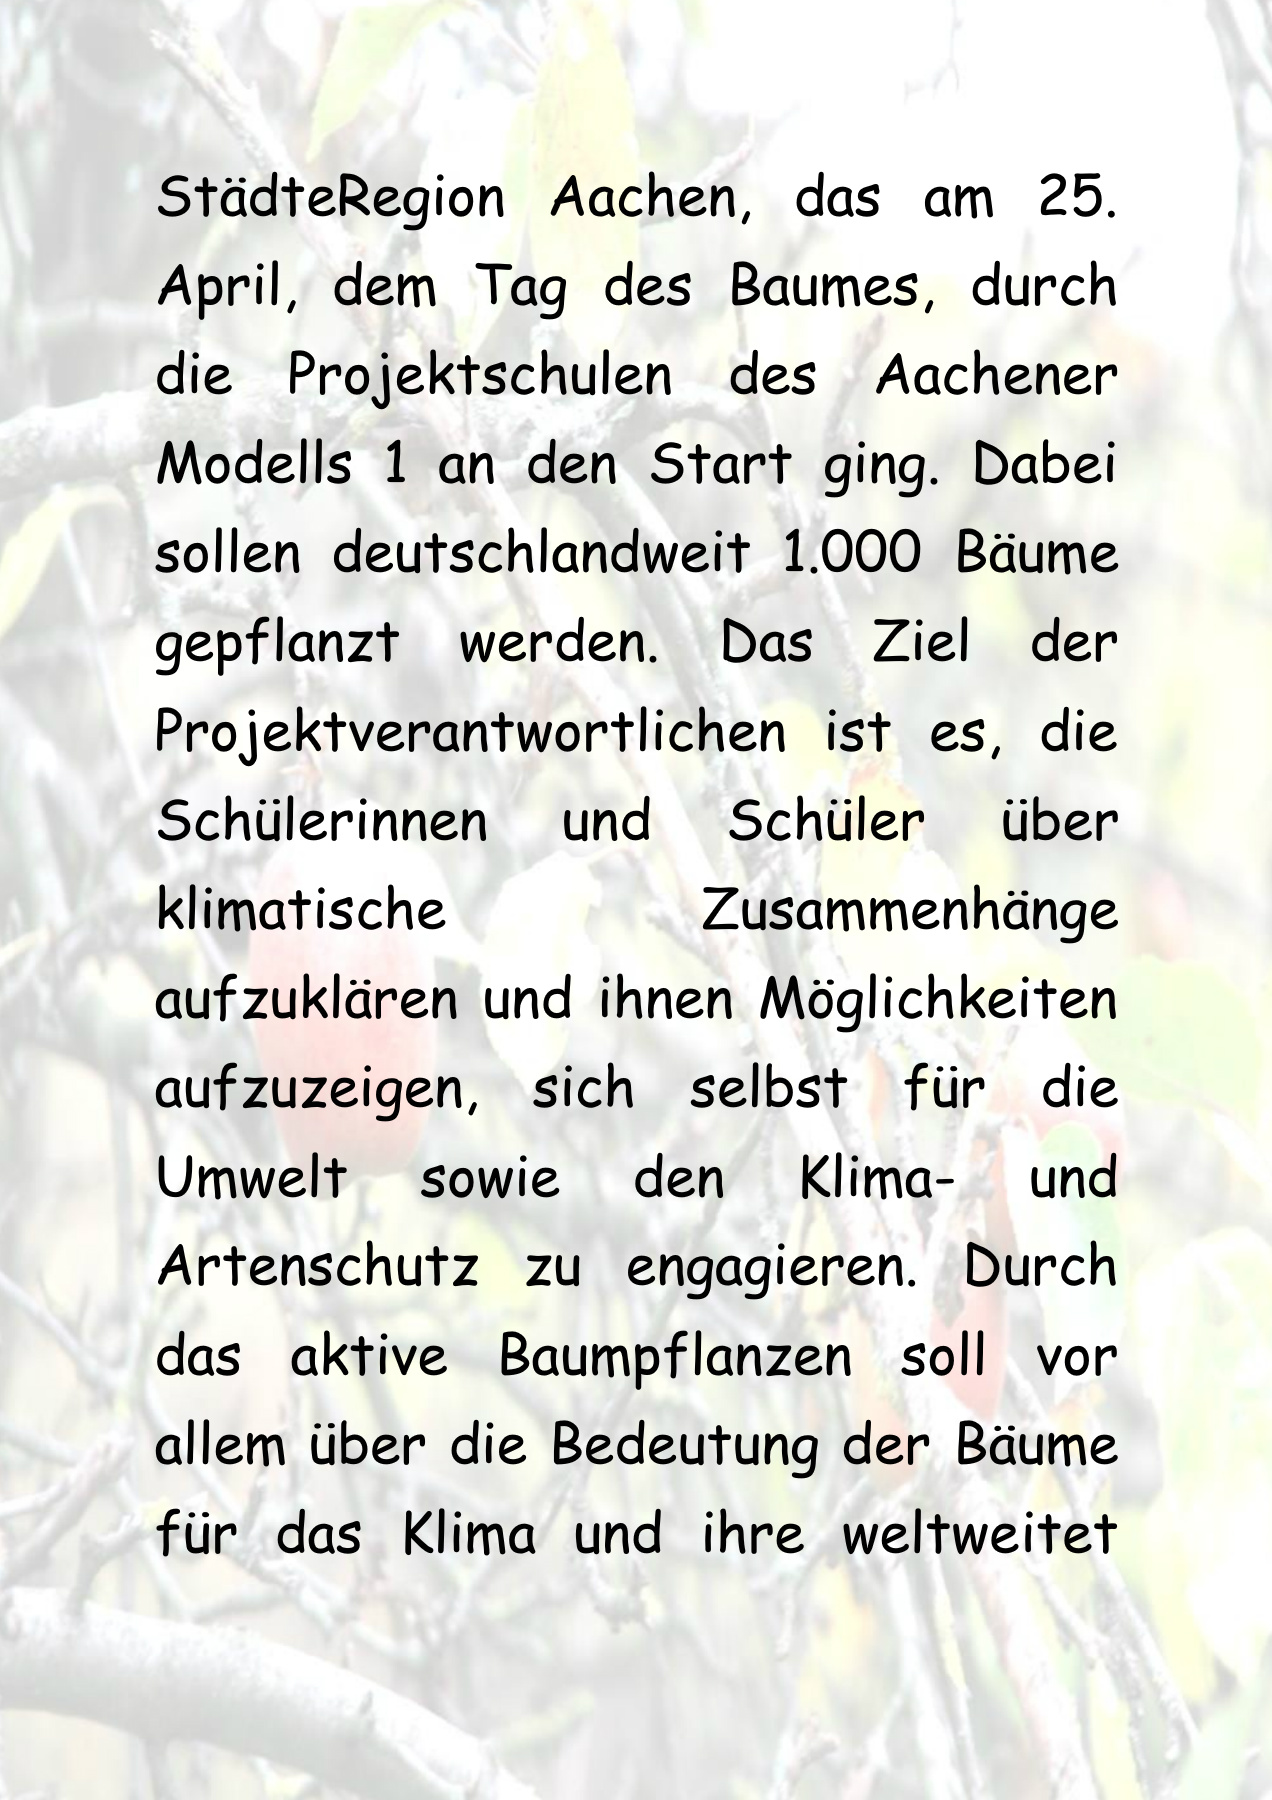 StädteRegion Aachen, das am 25.
April, dem Tag des Baumes, durch
die Projektschulen des Aachener
Modells 1 an den Start ging. Dabei
sollen deutschlandweit 1.000 Bäume
gepflanzt werden. Das Ziel der
Projektverantwortlichen ist es, die
Schülerinnen und Schüler über
klimatische Zusammenhänge
aufzuklären und ihnen Möglichkeiten
aufzuzeigen, sich selbst für die
Umwelt sowie den Klima- und
Artenschutz zu engagieren. Durch
das aktive Baumpflanzen soll vor
allem über die Bedeutung der Bäume
für das Klima und ihre weltweitet